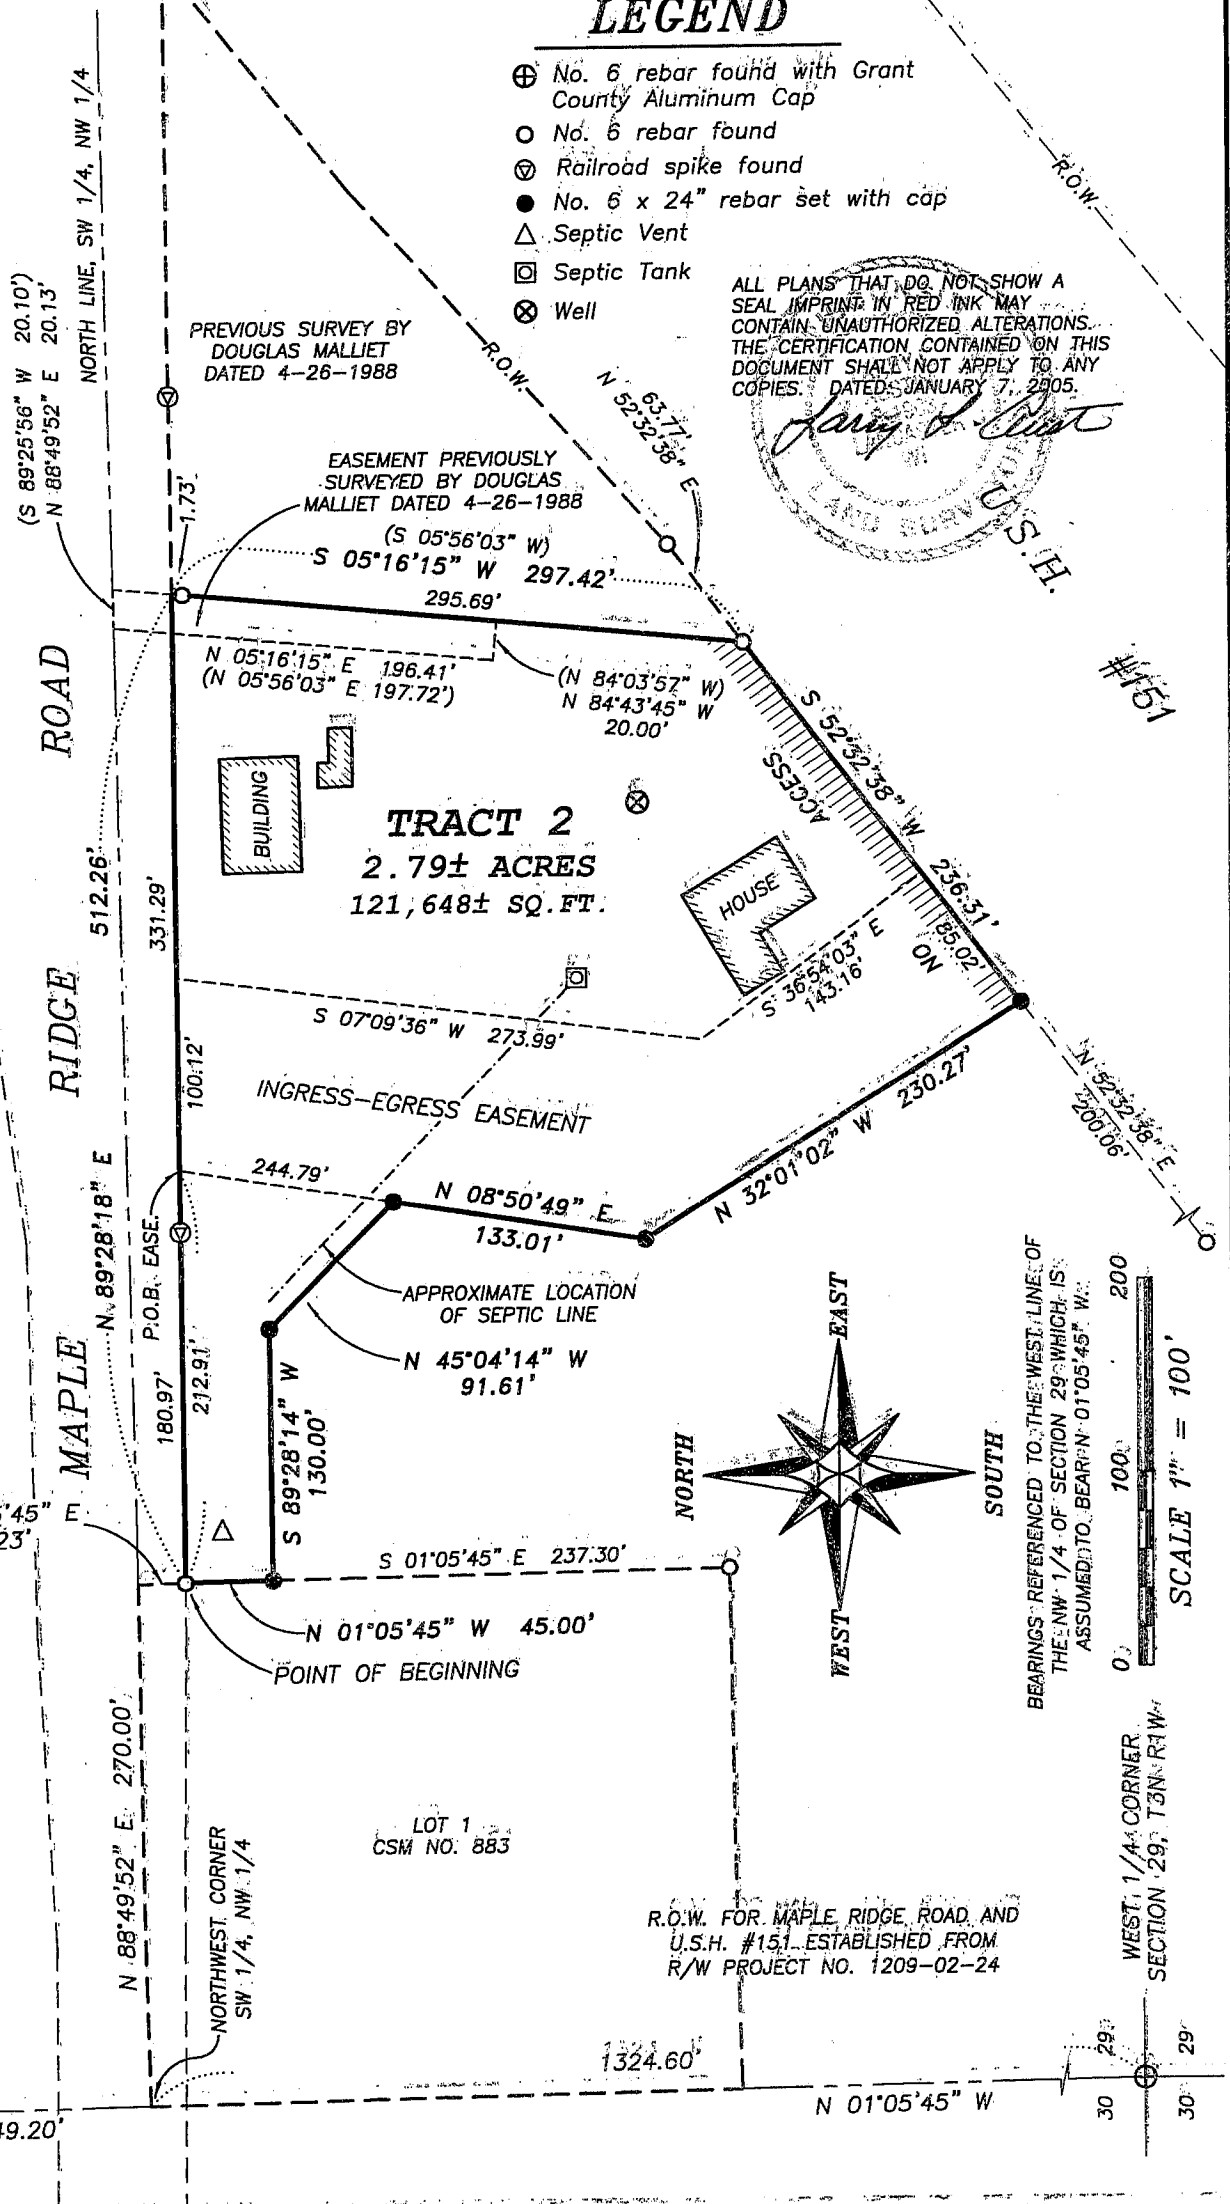 LEGEND
No. 6 rebar found with Grant
County Aluminum Cap
No. 6 rebar found
Railroad spike found
No. 6 x 24" rebar set with cap
Septic Vent
Septic Tank
Well
ALL PLANS THAT DO NOT SHOW A
SEAL IMPRINT IN RED INK MAY
CONTAIN UNAUTHORIZED ALTERATIONS.
THE CERTIFICATION CONTAINED ON THIS
DOCUMENT SHALL NOT APPLY TO ANY
COPIES. DATED: JANUARY 7, 2005.
LAND SURVEYOR
R.O.W.
R.O.W.
U.S.H.
#151
NORTH LINE, SW 1/4, NW 1/4
(S 89°25'56" W 20.10')
N 88°49'52" E 20.13'
PREVIOUS SURVEY BY
DOUGLAS MALLIET
DATED 4-26-1988
63.77'
N 52°32'38" E
EASEMENT PREVIOUSLY
SURVEYED BY DOUGLAS
MALLIET DATED 4-26-1988
1.73'
(S 05°56'03" W)
S 05°16'15" W 297.42'
295.69'
N 05°16'15" E 196.41'
(N 05°56'03" E 197.72')
(N 84°03'57" W)
N 84°43'45" W
20.00'
S 52°32'38" W 236.31'
85.02'
ACCESS
NO
BUILDING
TRACT 2
2.79± ACRES
121,648± SQ.FT.
HOUSE
MAPLE RIDGE ROAD
512.26'
N 89°28'18" E
331.29'
S 36°54'03" E
143.16'
S 07°09'36" W 273.99'
100.12'
INGRESS-EGRESS EASEMENT
N 32°01'02" W 230.27'
N 52°32'38" E
200.06'
244.79'
N 08°50'49" E
133.01'
P.O.B. EASE.
APPROXIMATE LOCATION
OF SEPTIC LINE
N 45°04'14" W
91.61'
180.97'
212.91'
S 89°28'14" W
130.00'
EAST
NORTH
SOUTH
WEST
BEARINGS REFERENCED TO THE WEST LINE OF
THE NW 1/4 OF SECTION 29 WHICH IS
ASSUMED TO BEAR N 01°05'45" W.
0 100 200
SCALE 1" = 100'
'45" E
23'
S 01°05'45" E 237.30'
N 01°05'45" W 45.00'
POINT OF BEGINNING
N 88°49'52" E 270.00'
NORTHWEST CORNER
SW 1/4, NW 1/4
LOT 1
CSM NO. 883
R.O.W. FOR MAPLE RIDGE ROAD AND
U.S.H. #151 ESTABLISHED FROM
R/W PROJECT NO. 1209-02-24
WEST 1/4 CORNER
SECTION 29, T3N R1W
1324.60'
N 01°05'45" W
29 29
30 30
49.20'